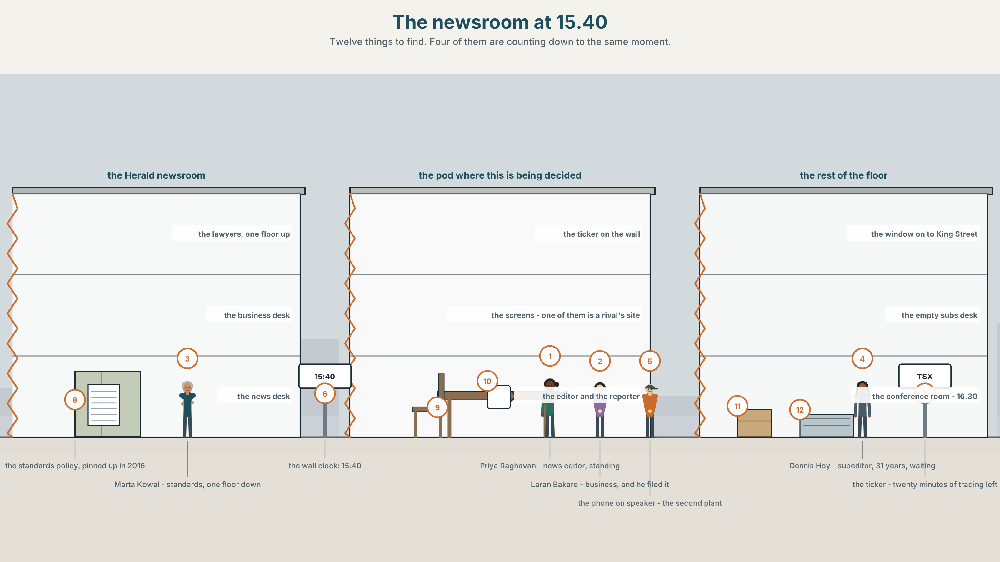 The newsroom at 15.40
Twelve things to find. Four of them are counting down to the same moment.
the Herald newsroom
the pod where this is being decided
the rest of the floor
the lawyers, one floor up
the ticker on the wall
the window on to King Street
the business desk
the screens - one of them is a rival's site
the empty subs desk
3
1
2
5
4
15:40
TSX
10
6
7
8
the news desk
the editor and the reporter
the conference room - 16.30
9
11
12
the standards policy, pinned up in 2016
the wall clock: 15.40
Priya Raghavan - news editor, standing
Dennis Hoy - subeditor, 31 years, waiting
Marta Kowal - standards, one floor down
Laran Bakare - business, and he filed it
the ticker - twenty minutes of trading left
the phone on speaker - the second plant